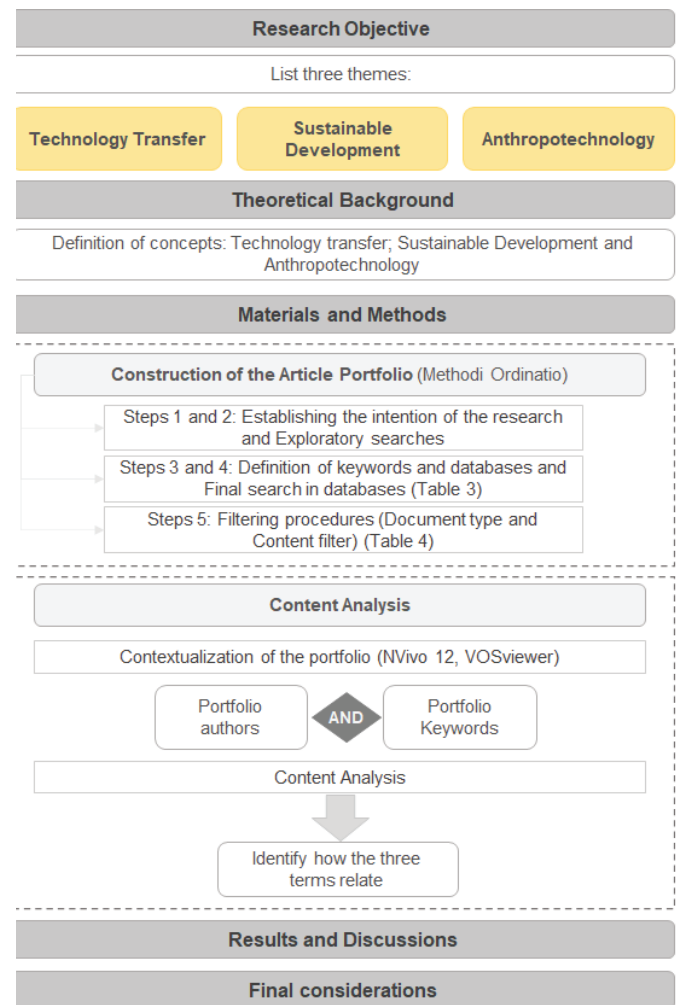 Research Objective
List three themes:
Technology Transfer
Sustainable
Development
Anthropotechnology
Theoretical Background
Definition of concepts: Technology transfer; Sustainable Development and
Anthropotechnology
Materials and Methods
Construction of the Article Portfolio (Methodi Ordinatio)
Steps 1 and 2: Establishing the intention of the research
and Exploratory searches
Steps 3 and 4: Definition of keywords and databases and
Final search in databases (Table 3)
Steps 5: Filtering procedures (Document type and
Content filter) (Table 4)
Content Analysis
Contextualization of the portfolio (NVivo 12, VOSviewer)
Portfolio
authors
AND
Portfolio
Keywords
Content Analysis
Identify how the three
terms relate
Results and Discussions
Final considerations